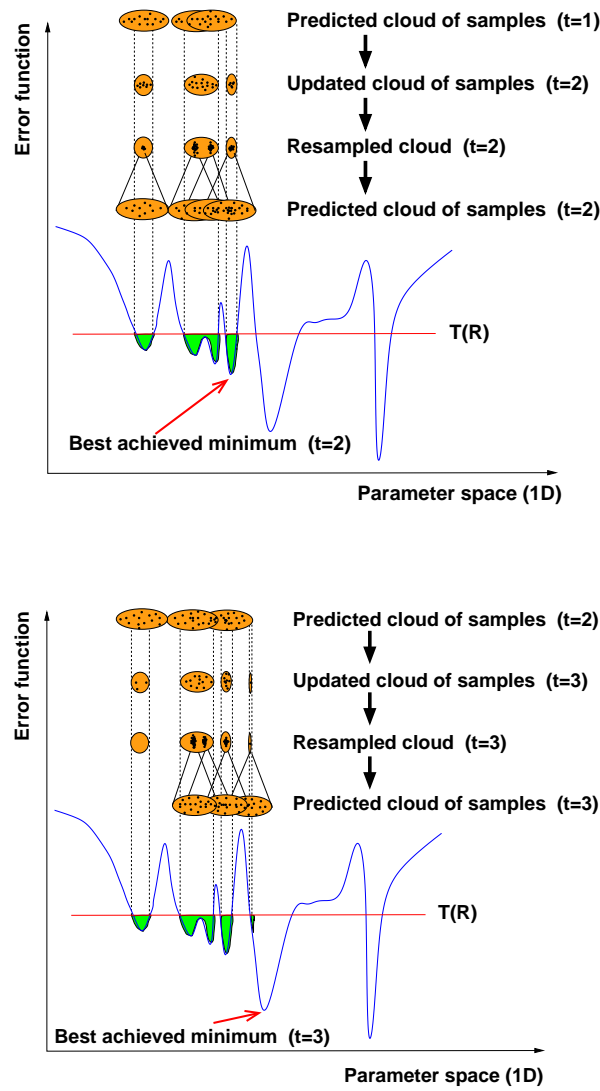 Predicted cloud of samples (t=1)
Error function
Updated cloud of samples (t=2)
Resampled cloud (t=2)
Predicted cloud of samples (t=2)
T(R)
Best achieved minimum (t=2)
Parameter space (1D)
Predicted cloud of samples (t=2)
Error function
Updated cloud of samples (t=3)
Resampled cloud (t=3)
Predicted cloud of samples (t=3)
T(R)
Best achieved minimum (t=3)
Parameter space (1D)